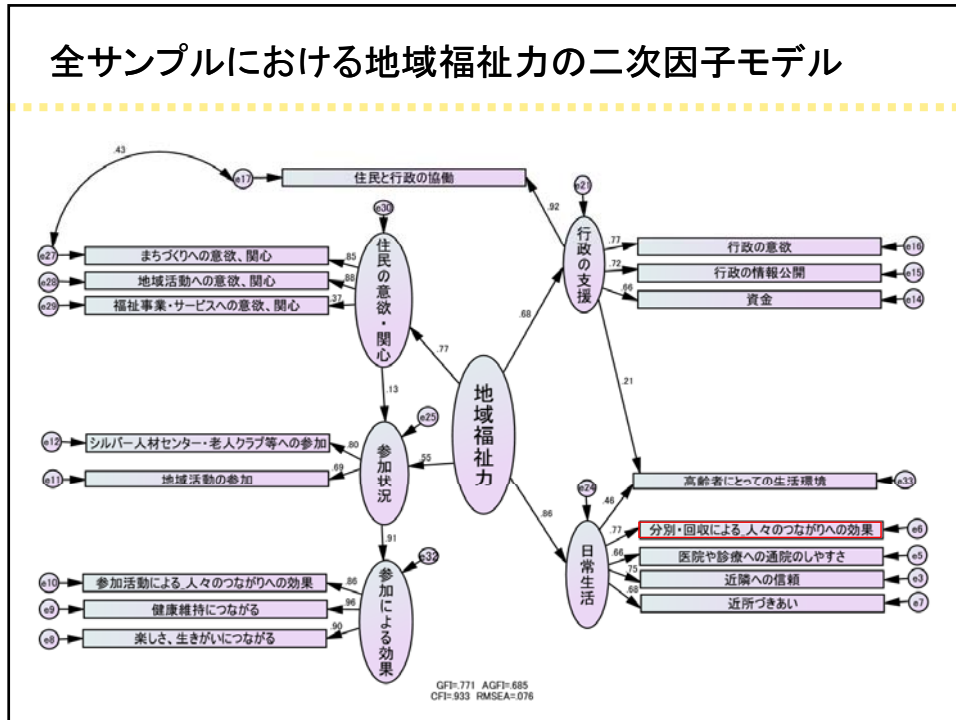 全サンプルにおける地域福祉力の二次因子モデル
.43
e17
住民と行政の協働
e21
e30
.92
行政の支援
e27
まちづくりへの意欲、関心
.85
住民の意欲・関心
.77
行政の意欲
e16
e28
地域活動への意欲、関心
.88
.72
行政の情報公開
e15
e29
福祉事業・サービスへの意欲、関心
.37
.66
資金
e14
.68
.77
地域福祉力
.13
.21
e25
e12
シルバー人材センター・老人クラブ等への参加
.80
参加状況
.55
e11
地域活動の参加
.69
高齢者にとっての生活環境
e33
e24
.46
.86
日常生活
.77
分別・回収による_人々のつながりへの効果
e6
.91
.66
医院や診療への通院のしやすさ
e5
e32
e10
参加活動による_人々のつながりへの効果
.86
参加による効果
.75
近隣への信頼
e3
e9
健康維持につながる
.96
近所づきあい
e7
e8
楽しさ、生きがいにつながる
.90
GFI=.771 AGFI=.685
CFI=.933 RMSEA=.076